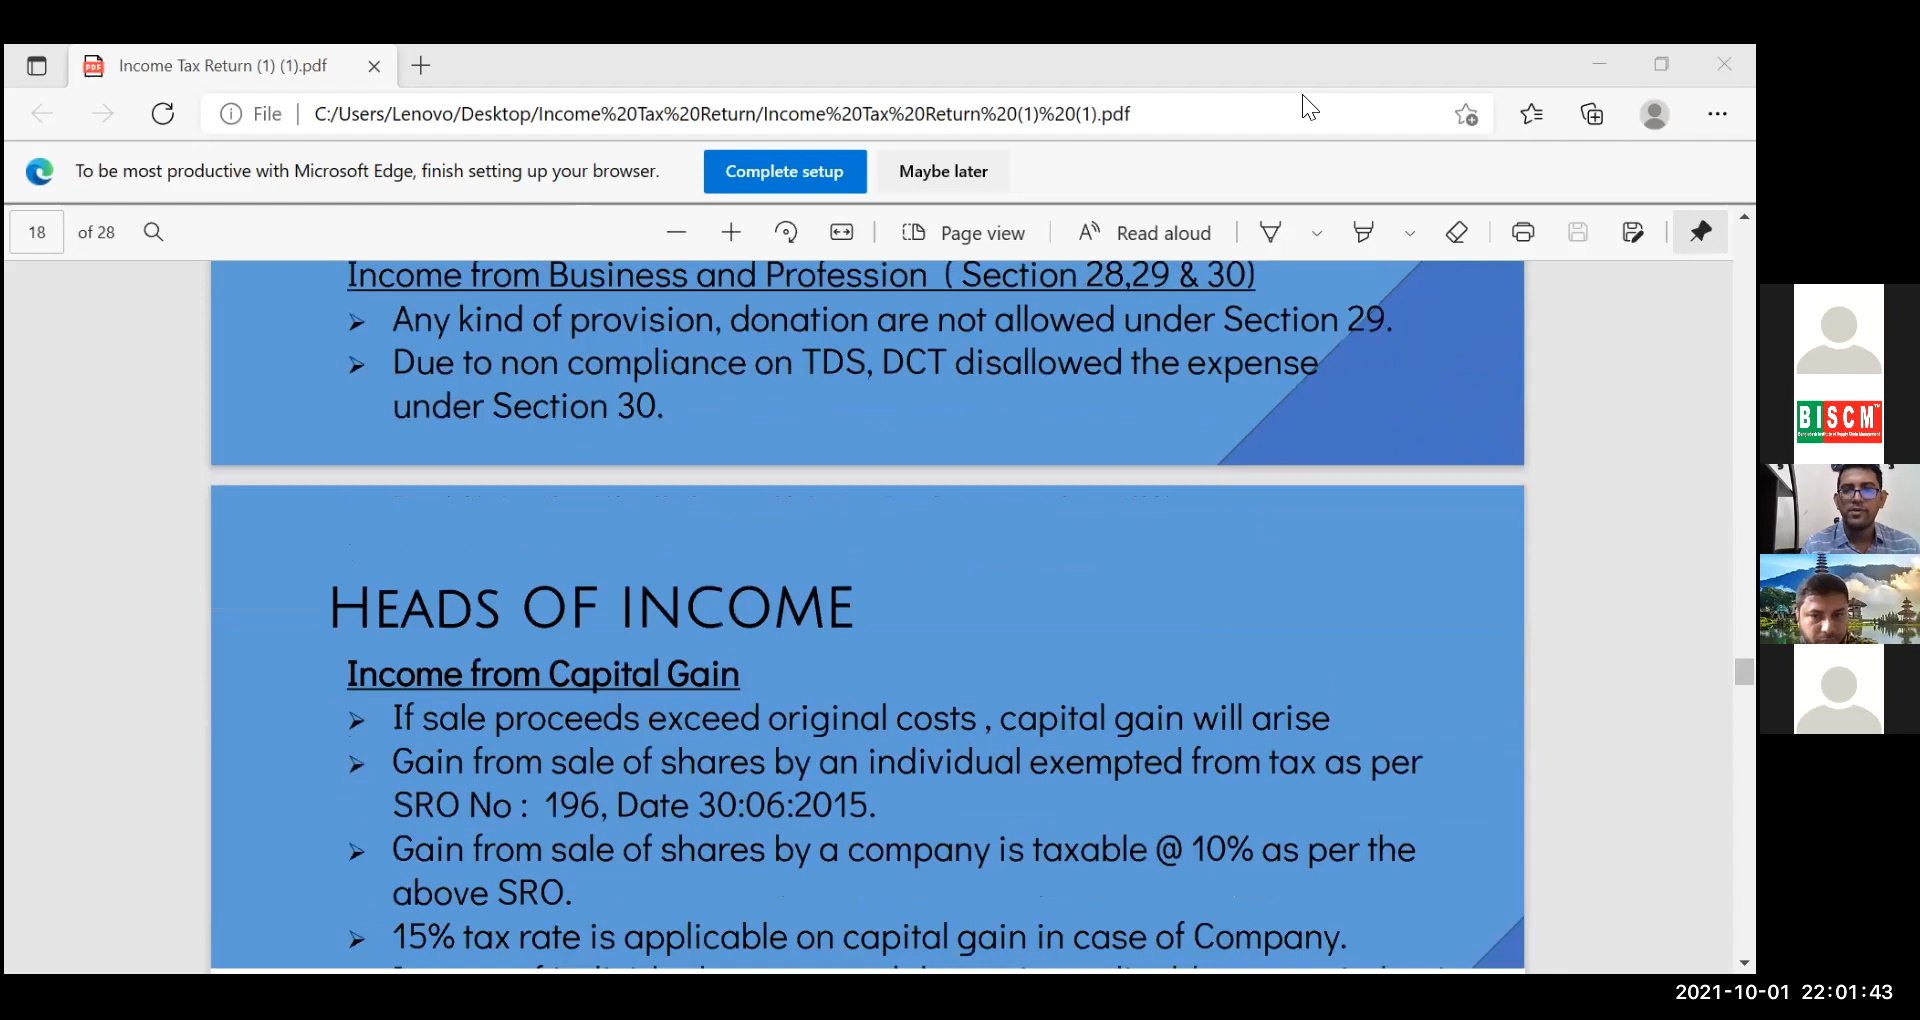 Income Tax Return (1) (1).pdf
File
C:/Users/Lenovo/Desktop/Income%20Tax%20Return/Income%20Tax%20Return%20(1)%20(1).pdf
To be most productive with Microsoft Edge, finish setting up your browser.
Complete setup
Maybe later
18 of 28
Page view
Read aloud
Income from Business and Profession ( Section 28,29 & 30)
➢ Any kind of provision, donation are not allowed under Section 29.
➢ Due to non compliance on TDS, DCT disallowed the expense
under Section 30.
HEADS OF INCOME
Income from Capital Gain
➢ If sale proceeds exceed original costs , capital gain will arise
➢ Gain from sale of shares by an individual exempted from tax as per
SRO No : 196, Date 30:06:2015.
➢ Gain from sale of shares by a company is taxable @ 10% as per the
above SRO.
➢ 15% tax rate is applicable on capital gain in case of Company.
BISCM™
Bangladesh Institute of Supply Chain Management
2021-10-01 22:01:43